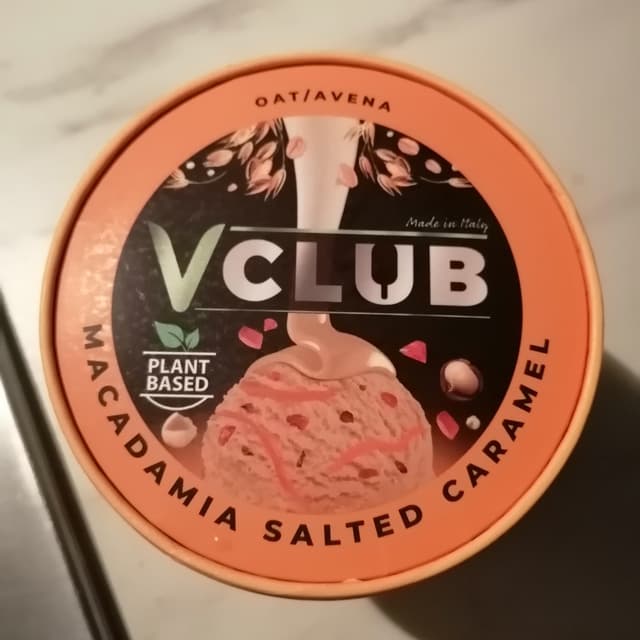 OAT/AVENA
Made in Italy
VCLUB
PLANT
BASED
MACADAMIA SALTED CARAMEL